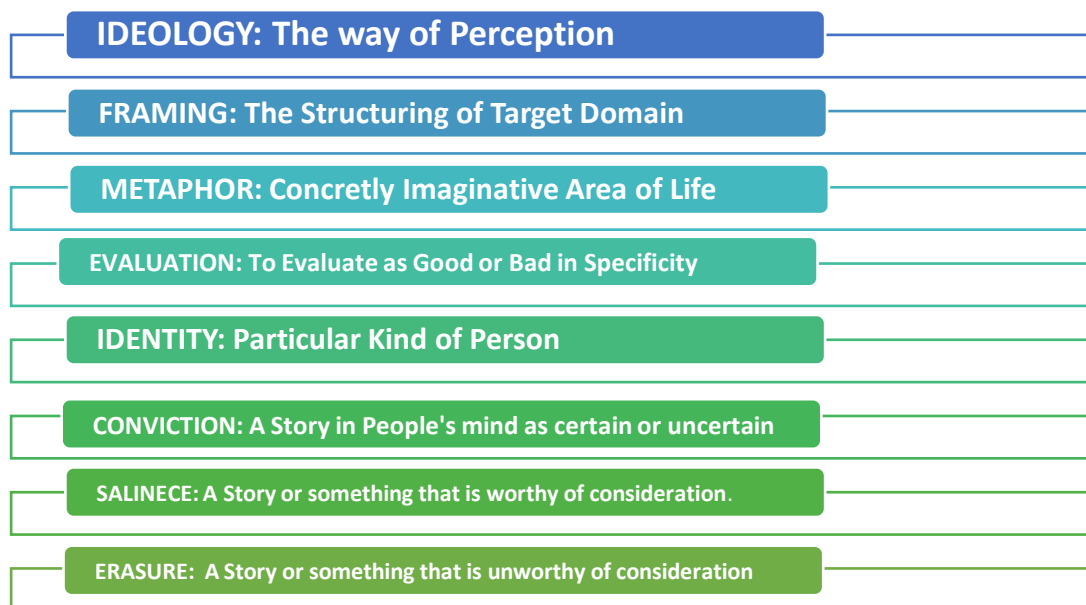 IDEOLOGY: The way of Perception
FRAMING: The Structuring of Target Domain
METAPHOR: Concretly Imaginative Area of Life
EVALUATION: To Evaluate as Good or Bad in Specificity
IDENTITY: Particular Kind of Person
CONVICTION: A Story in People's mind as certain or uncertain
SALINECE: A Story or something that is worthy of consideration.
ERASURE: A Story or something that is unworthy of consideration